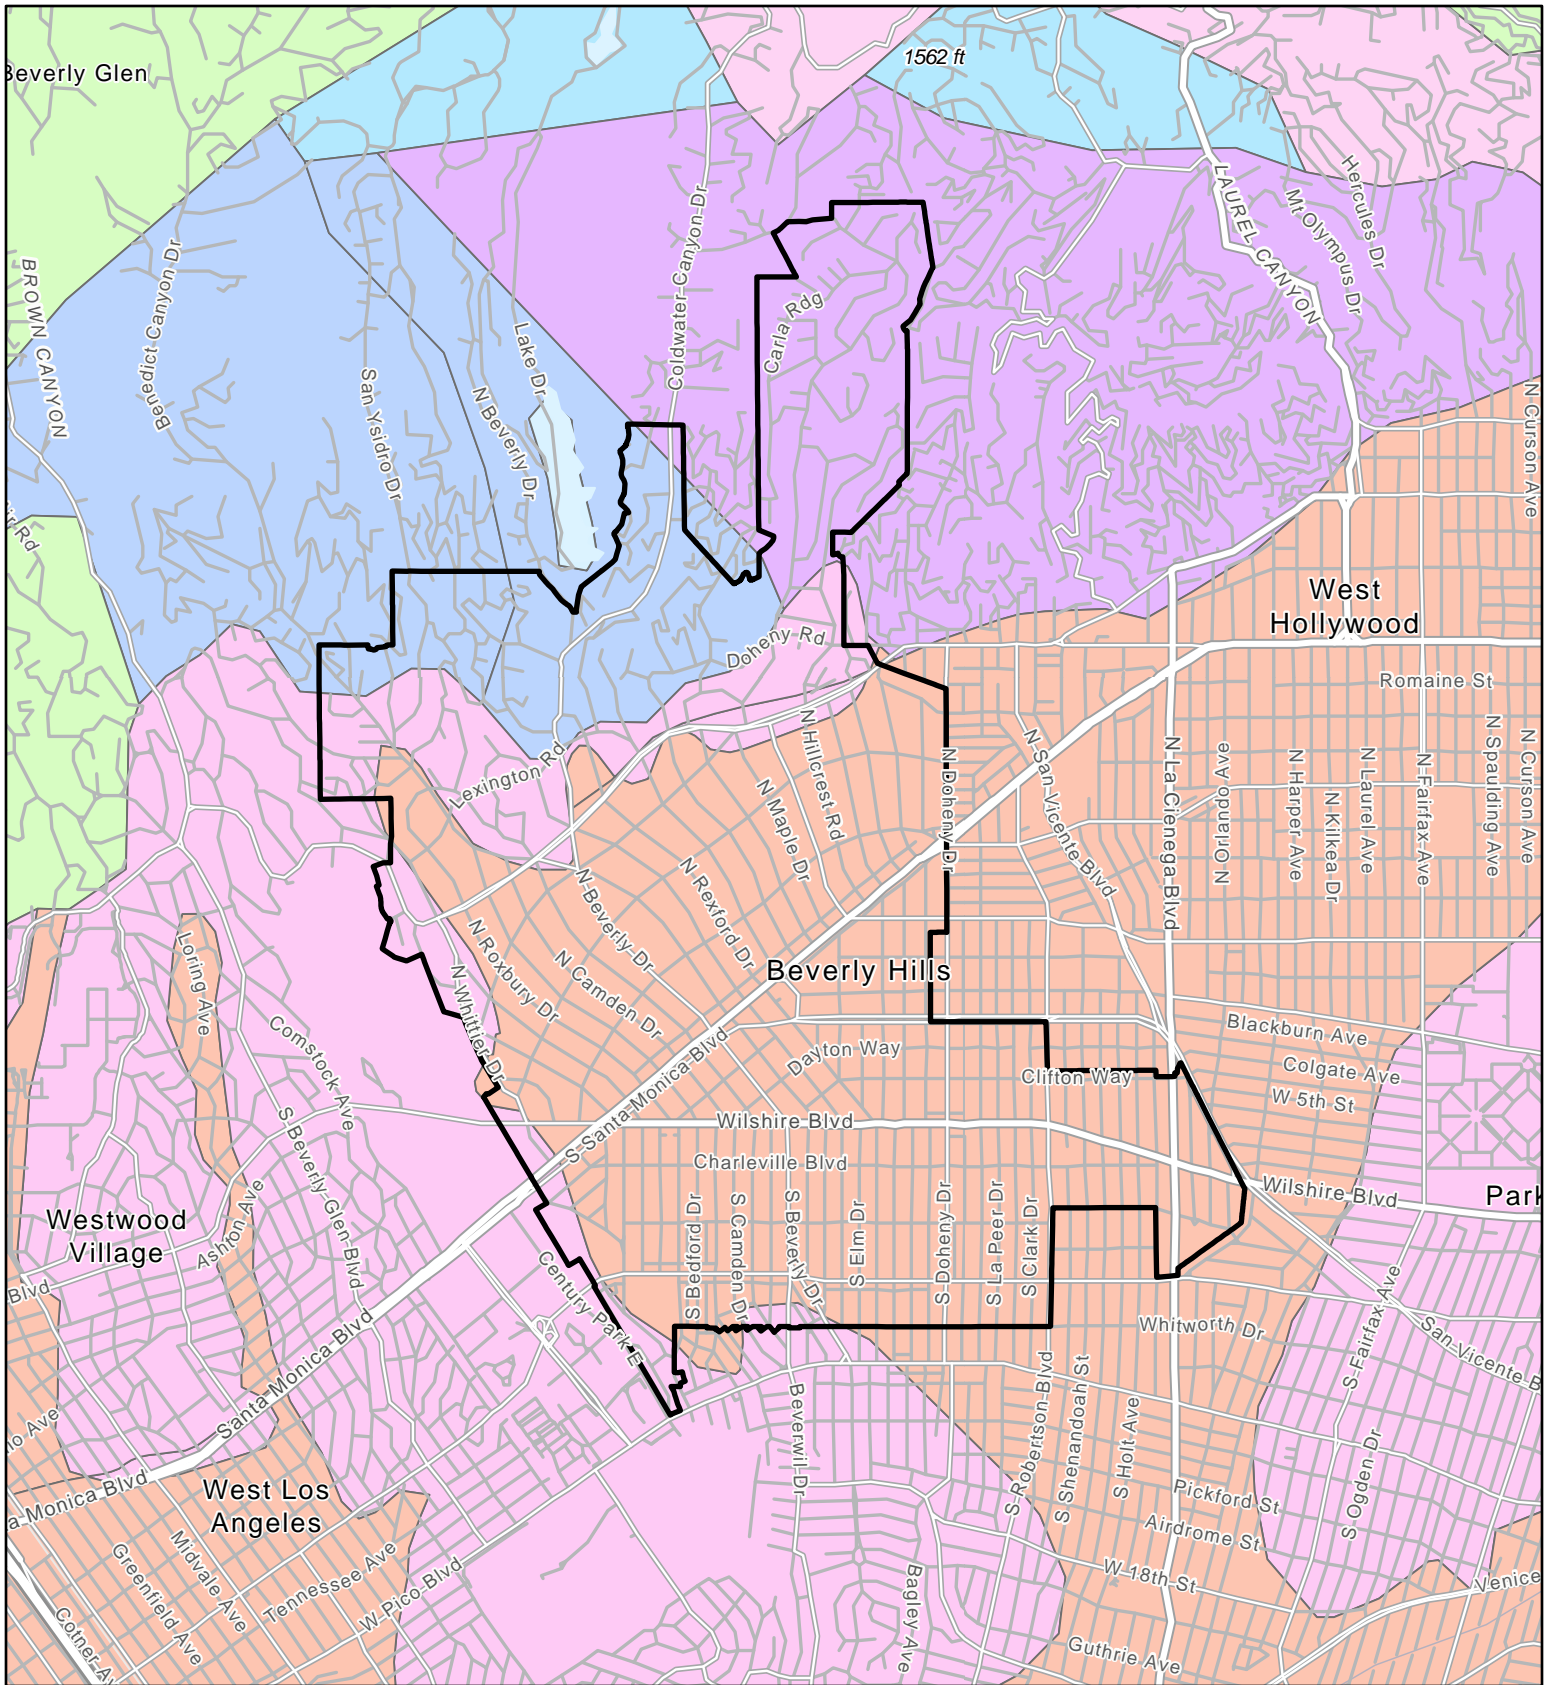 1562 ft
Beverly Glen
Hercules Dr
Mt Olympus Dr
LAUREL CANYON
Coldwater Canyon Dr
Benedict Canyon Dr
BROWN CANYON
Carla Rdg
Lake Dr
San Ysidro Dr
N Beverly Dr
N Curson Ave
Rd
West
Hollywood
Doheny Rd
Romaine St
N Hillcrest Rd
N San Vicente Blvd
N La Cienega Blvd
N Orlando Ave
N Harper Ave
N Kilkea Dr
N Laurel Ave
N Fairfax Ave
N Spaulding Ave
N Curson Ave
N Doheny Dr
Lexington Rd
N Maple Dr
N Rexford Dr
N Beverly Dr
N Roxbury Dr
N Camden Dr
Loring Ave
N Whittier Dr
Beverly Hills
Comstock Ave
Blackburn Ave
Dayton Way
Colgate Ave
Clifton Way
W 5th St
S Santa Monica Blvd
Wilshire Blvd
S Beverly Glen Blvd
Charleville Blvd
Wilshire Blvd
Park
Westwood
Village
Ashton Ave
S Bedford Dr
S Camden Dr
S Beverly Dr
S Elm Dr
S Doheny Dr
S La Peer Dr
S Clark Dr
Century Park E
Blvd
Whitworth Dr
S Fairfax Ave
San Vicente B
Santa Monica Blvd
S Robertson Blvd
S Shenandoah St
S Holt Ave
Beverwil Dr
S Ogden Dr
Ave
a Monica Blvd
West Los
Angeles
Pickford St
Airdrome St
W 18th St
Venice
Midvale Ave
Greenfield Ave
Tennessee Ave
W Pico Blvd
Bagley Ave
Guthrie Ave
Cotner Av